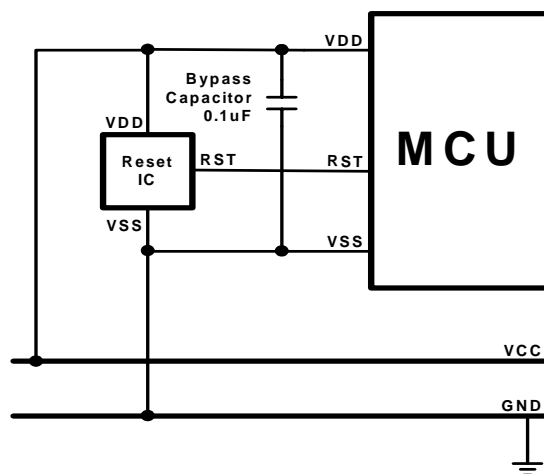 VDD
Bypass
Capacitor
0.1uF
MCU
VDD
Reset
IC
RST
RST
VSS
VSS
VCC
GND